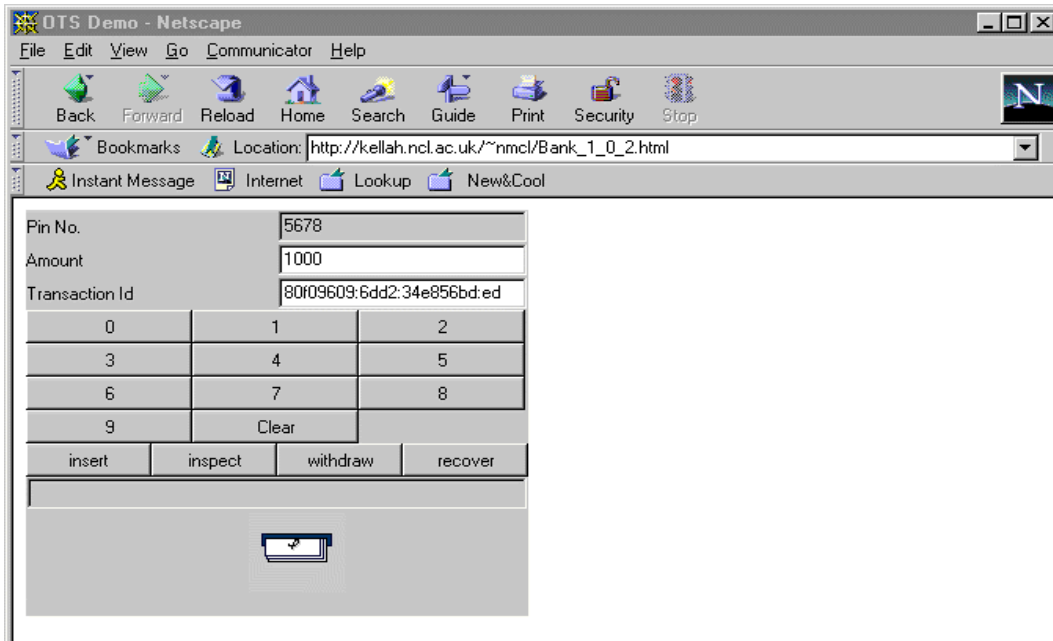 OTS Demo - Netscape
File Edit View Go Communicator Help
Back Forward Reload Home Search Guide Print Security Stop
N
Bookmarks Location: http://kellah.ncl.ac.uk/~nmcl/Bank_1_0_2.html
Instant Message Internet Lookup New&Cool
Pin No. 5678
Amount 1000
Transaction Id 80f09609:6dd2:34e856bd:ed
0 1 2
3 4 5
6 7 8
9 Clear
insert inspect withdraw recover